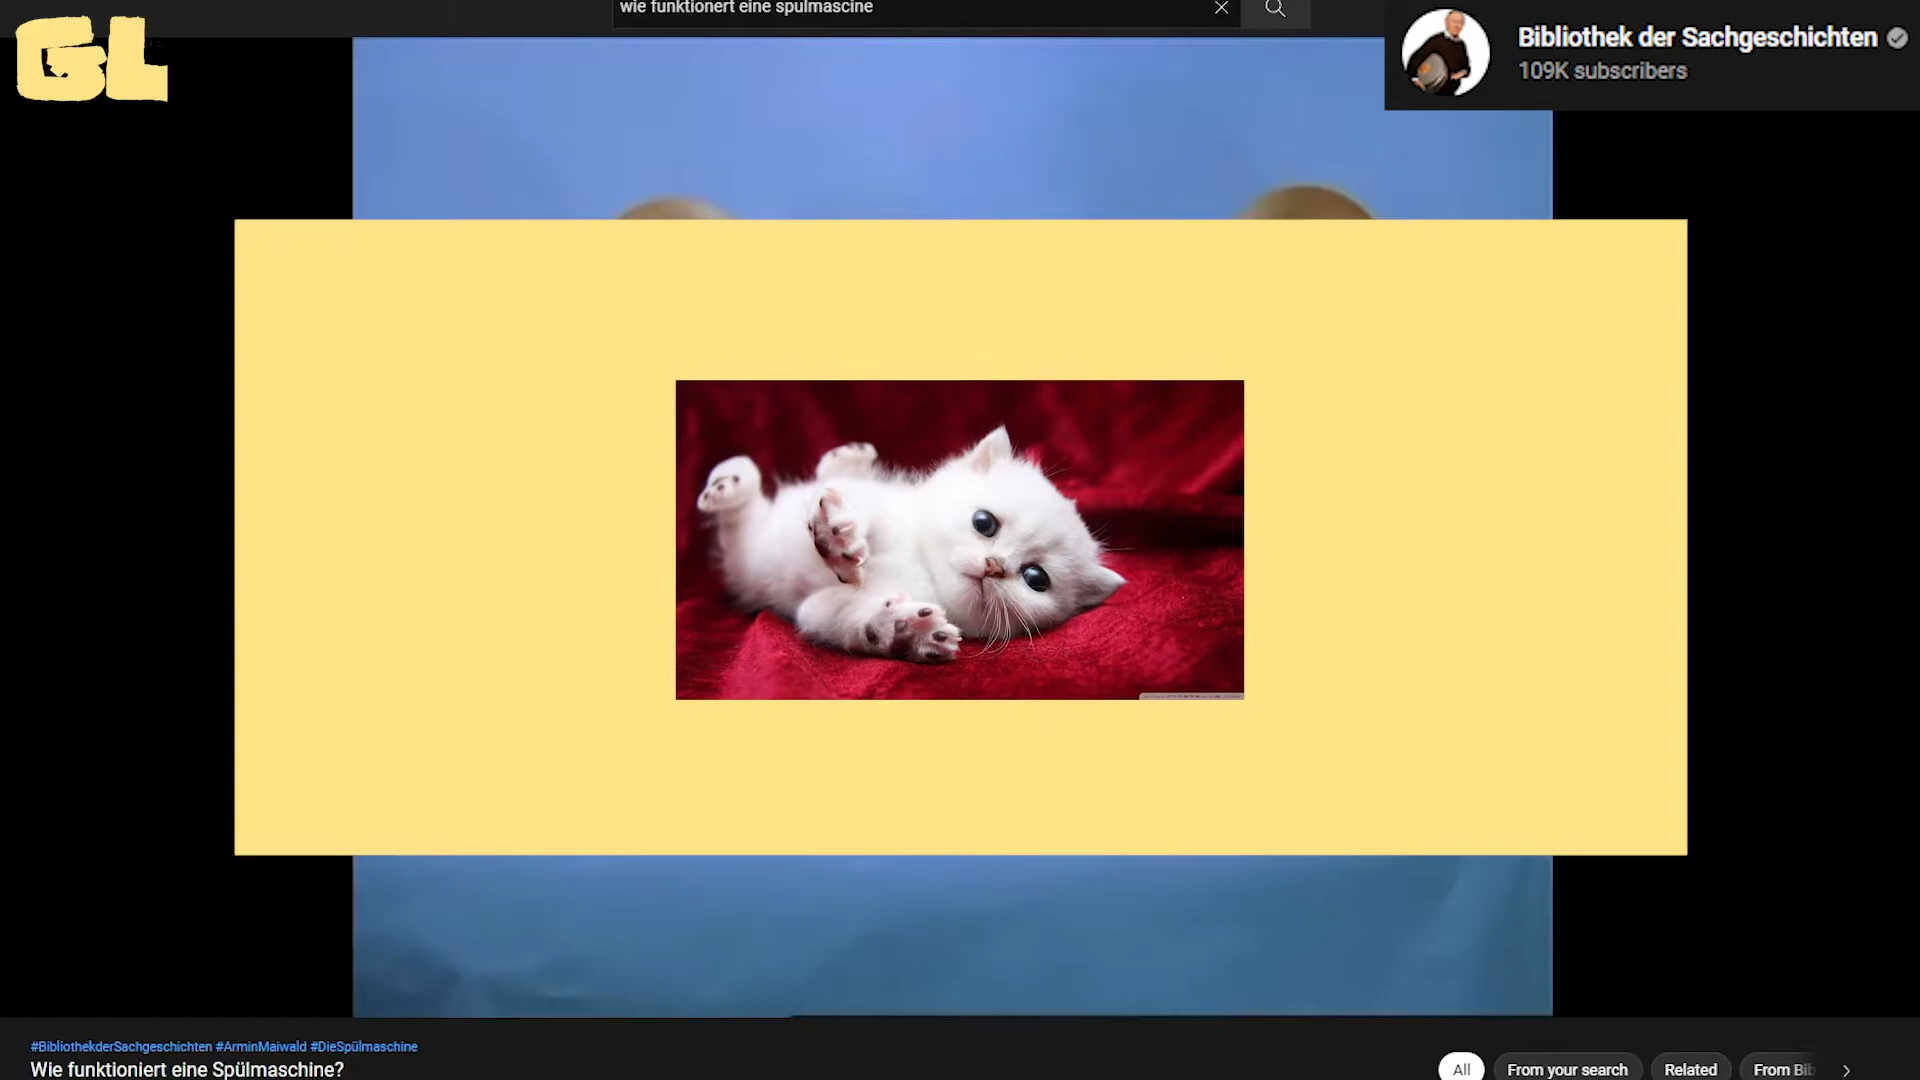 wie funktionert eine spulmascine
GL
Bibliothek der Sachgeschichten
109K subscribers
#BibliothekderSachgeschichten #ArminMaiwald #DieSpülmaschine
Wie funktioniert eine Spülmaschine?
All
From your search
Related
From